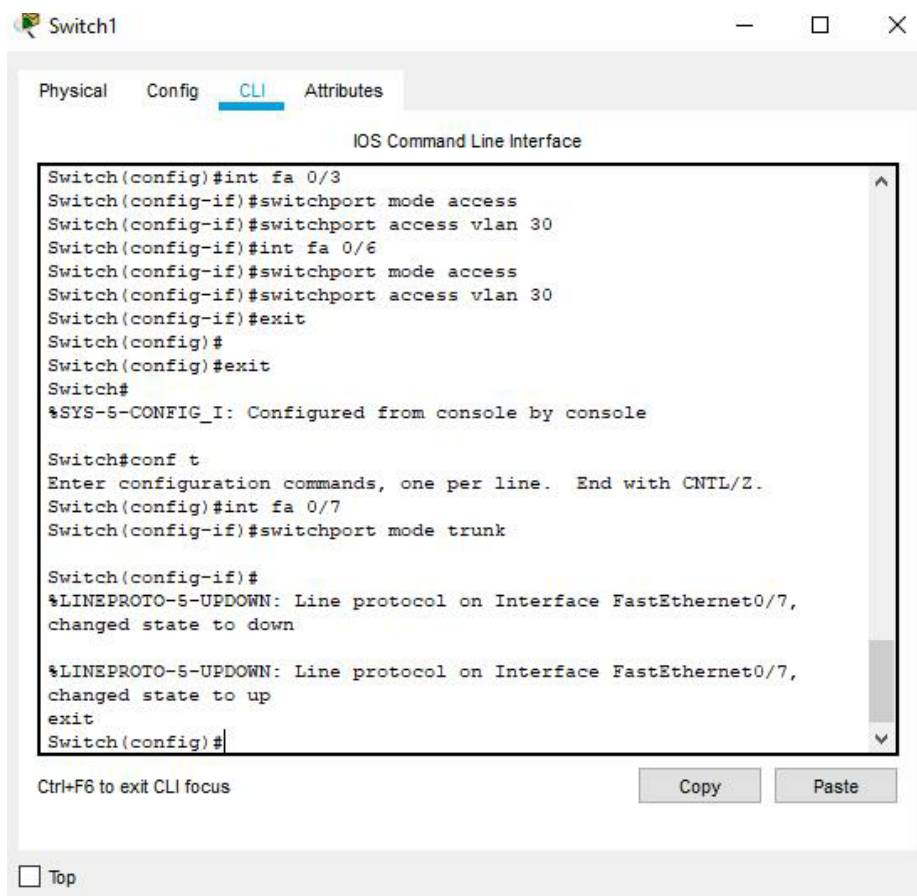 Switch1
Physical Config CLI Attributes
IOS Command Line Interface
Switch(config)#int fa 0/3
Switch(config-if)#switchport mode access
Switch(config-if)#switchport access vlan 30
Switch(config-if)#int fa 0/6
Switch(config-if)#switchport mode access
Switch(config-if)#switchport access vlan 30
Switch(config-if)#exit
Switch(config)#
Switch(config)#exit
Switch#
%SYS-5-CONFIG_I: Configured from console by console
Switch#conf t
Enter configuration commands, one per line.  End with CNTL/Z.
Switch(config)#int fa 0/7
Switch(config-if)#switchport mode trunk
Switch(config-if)#
%LINEPROTO-5-UPDOWN: Line protocol on Interface FastEthernet0/7,
changed state to down
%LINEPROTO-5-UPDOWN: Line protocol on Interface FastEthernet0/7,
changed state to up
exit
Switch(config)#
Ctrl+F6 to exit CLI focus Copy Paste
Top